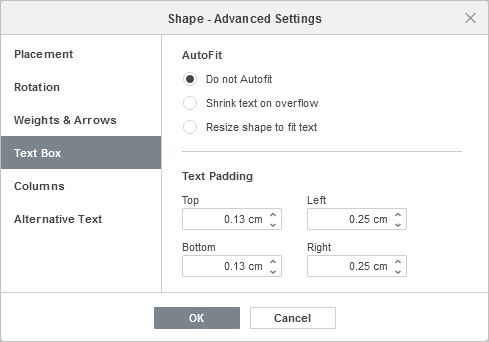 Shape - Advanced Settings
Placement
Rotation
Weights & Arrows
Text Box
Columns
Alternative Text
AutoFit
Do not Autofit
Shrink text on overflow
Resize shape to fit text
Text Padding
Top Left
0.13 cm 0.25 cm
Bottom Right
0.13 cm 0.25 cm
OK Cancel